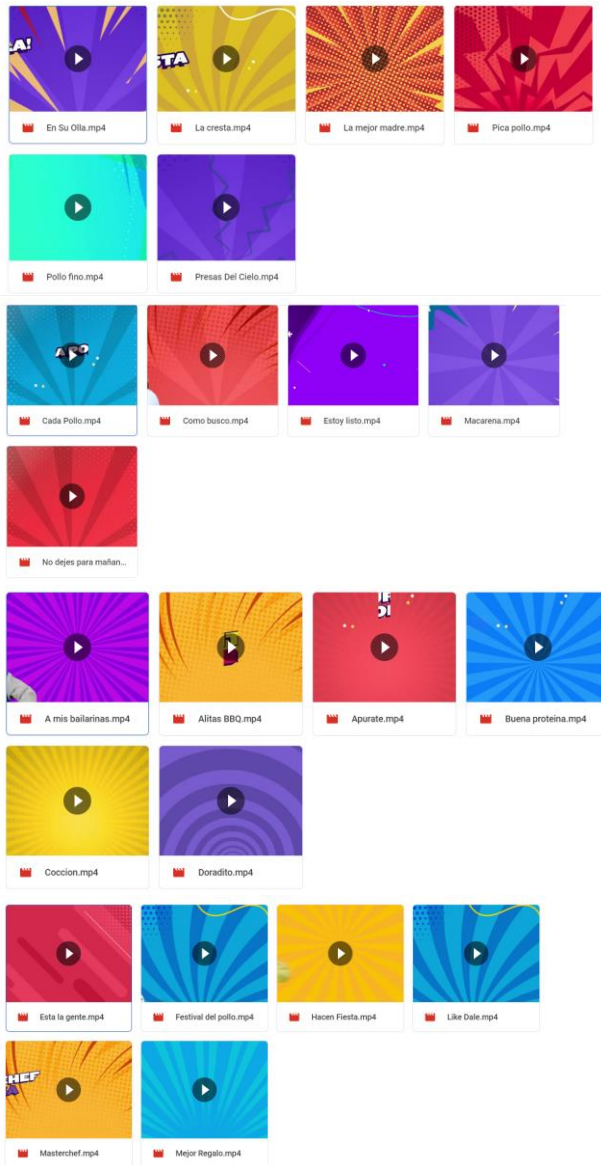 GA!
STA
En Su Olla.mp4
La cresta.mp4
La mejor madre.mp4
Pica pollo.mp4
Pollo fino.mp4
Presas Del Cielo.mp4
Cada Pollo.mp4
Como busco.mp4
Estoy listo.mp4
Macarena.mp4
No dejes para mañan...
A mis bailarinas.mp4
Alitas BBQ.mp4
Apurate.mp4
Buena proteina.mp4
Coccion.mp4
Doradito.mp4
Esta la gente.mp4
Festival del pollo.mp4
Hacen Fiesta.mp4
Like Dale.mp4
CHEF
Masterchef.mp4
Mejor Regalo.mp4